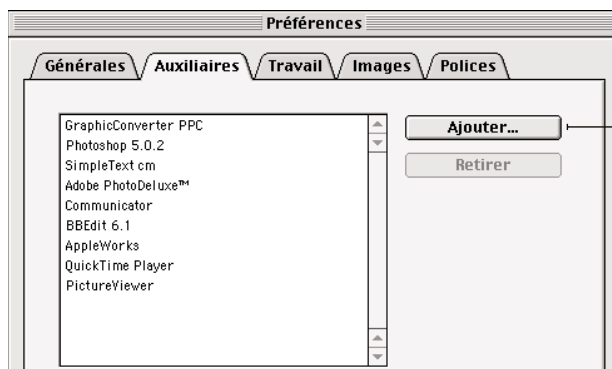 Préférences
Générales Auxiliaires Travail Images Polices
GraphicConverter PPC
Photoshop 5.0.2
SimpleText cm
Adobe PhotoDeluxe™
Communicator
BBEdit 6.1
AppleWorks
QuickTime Player
PictureViewer
Ajouter...
Retirer